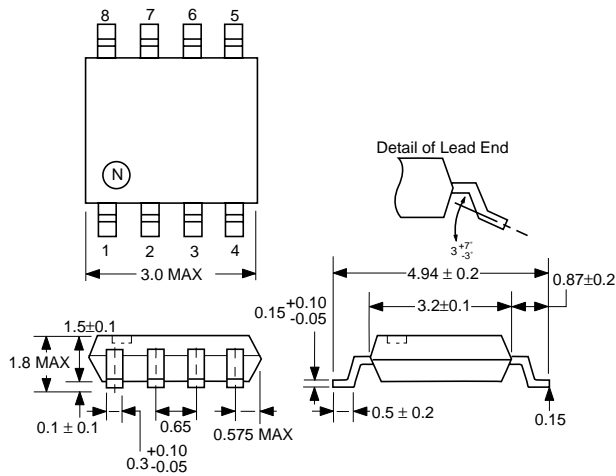 8 7 6 5
N
1 2 3 4
3.0 MAX
Detail of Lead End
3 +7° -3°
4.94 ± 0.2
0.87±0.2
3.2±0.1
0.15 +0.10 -0.05
0.5 ± 0.2
0.15
1.5±0.1
1.8 MAX
0.1 ± 0.1
0.65
0.575 MAX
0.3 +0.10 -0.05